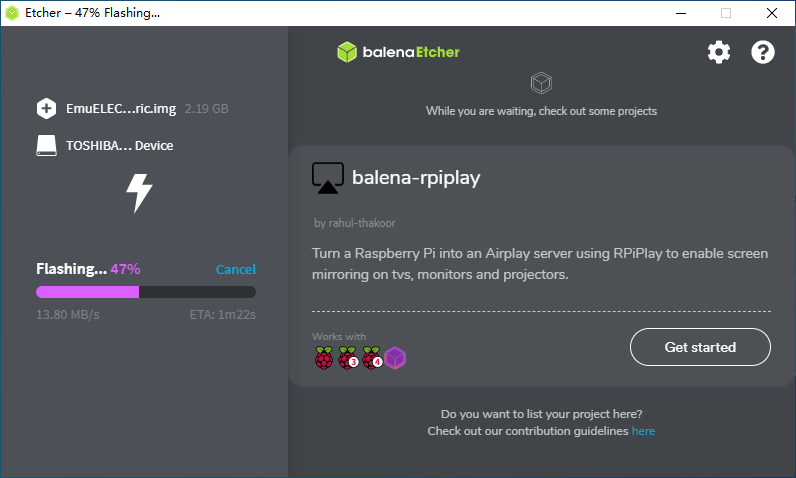 Etcher – 47% Flashing...
balenaEtcher
While you are waiting, check out some projects
EmuELEC...ric.img 2.19 GB
TOSHIBA... Device
Flashing... 47% Cancel
13.80 MB/s ETA: 1m22s
balena-rpiplay
by rahul-thakoor
Turn a Raspberry Pi into an Airplay server using RPiPlay to enable screen
mirroring on tvs, monitors and projectors.
Works with
3 4
Get started
Do you want to list your project here?
Check out our contribution guidelines here